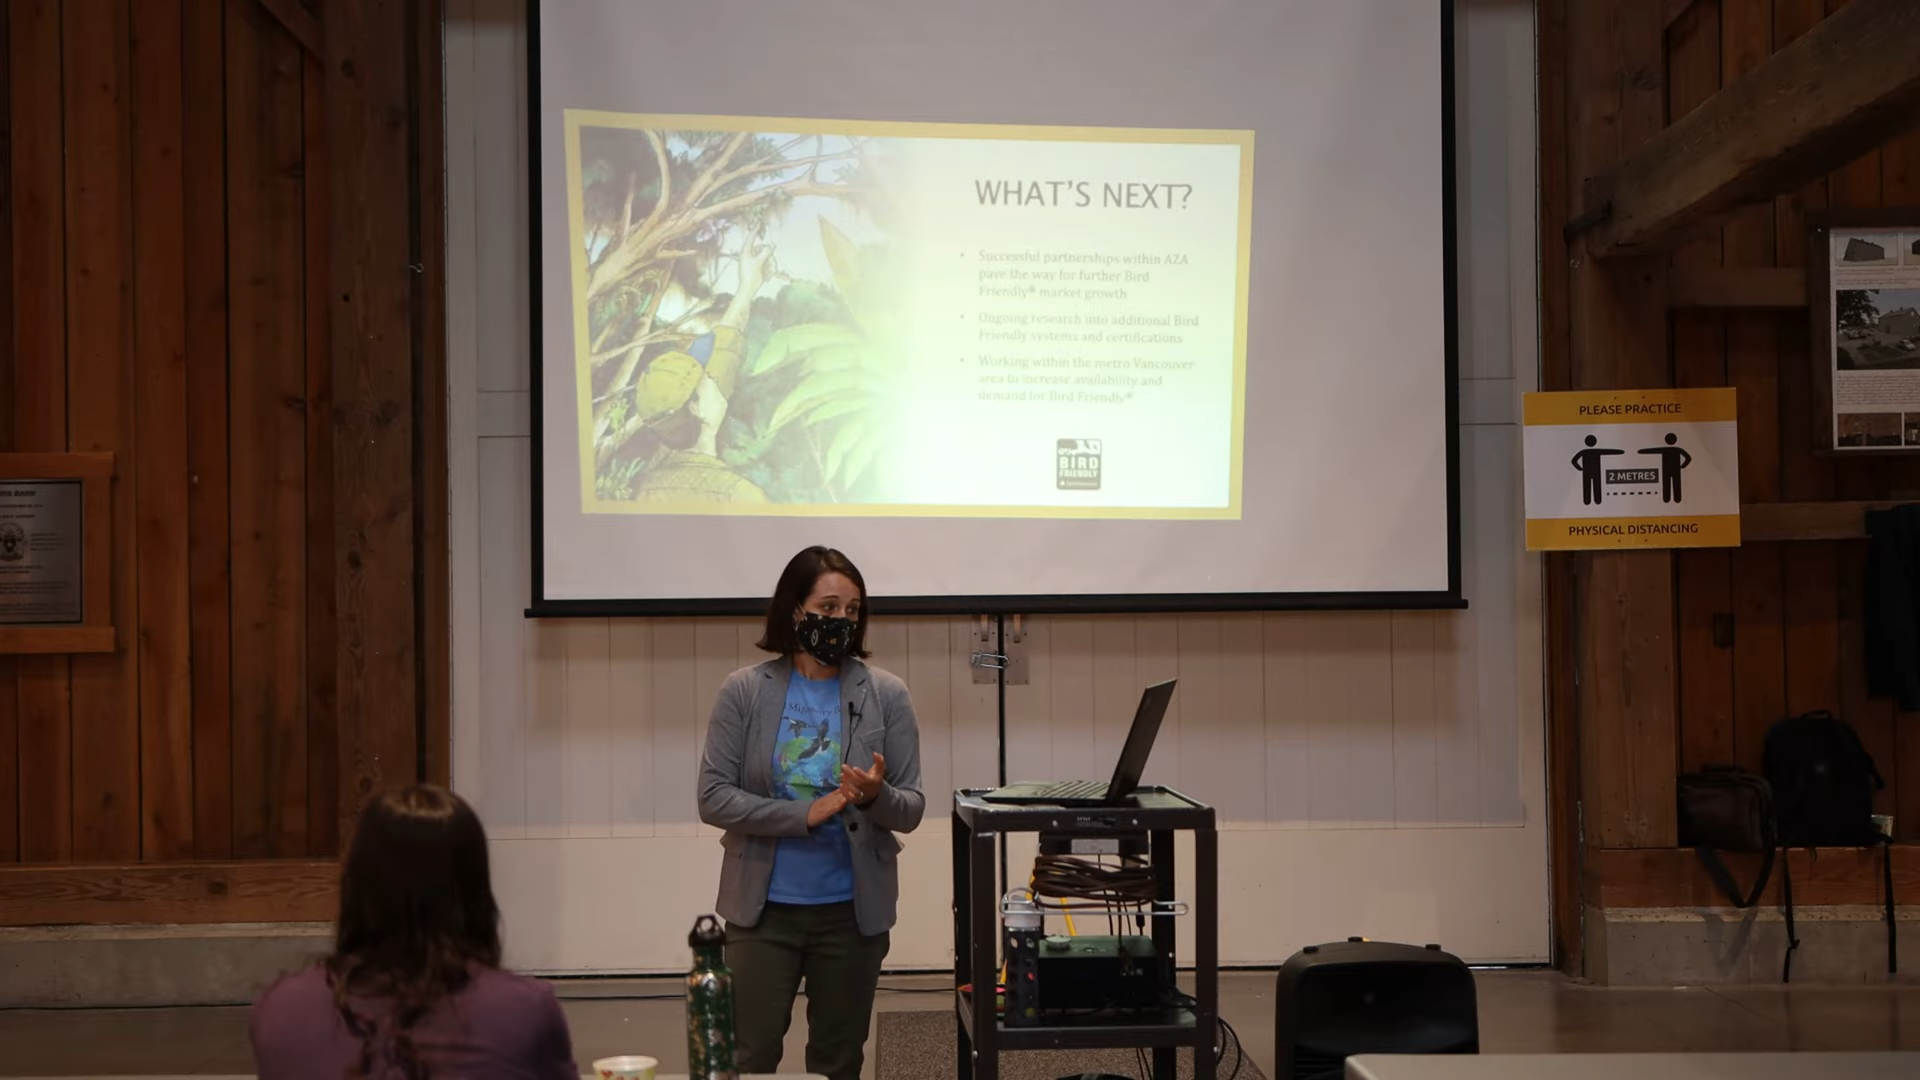 WHAT'S NEXT?
• Successful partnerships within AZA
pave the way for further Bird
Friendly® market growth
• Ongoing research into additional Bird
Friendly systems and certifications
• Working within the metro Vancouver
area to increase availability and
demand for Bird Friendly®
BIRD
FRIENDLY
PLEASE PRACTICE
2 METRES
PHYSICAL DISTANCING